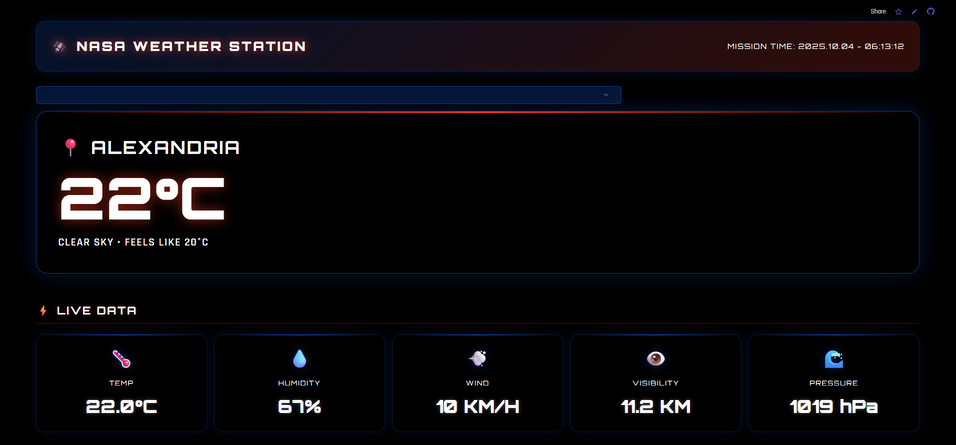 Share
NASA WEATHER STATION
MISSION TIME: 2025.10.04 - 06:13:12
ALEXANDRIA
22°C
CLEAR SKY • FEELS LIKE 20°C
LIVE DATA
TEMP
22.0°C
HUMIDITY
67%
WIND
10 KM/H
VISIBILITY
11.2 KM
PRESSURE
1019 hPa